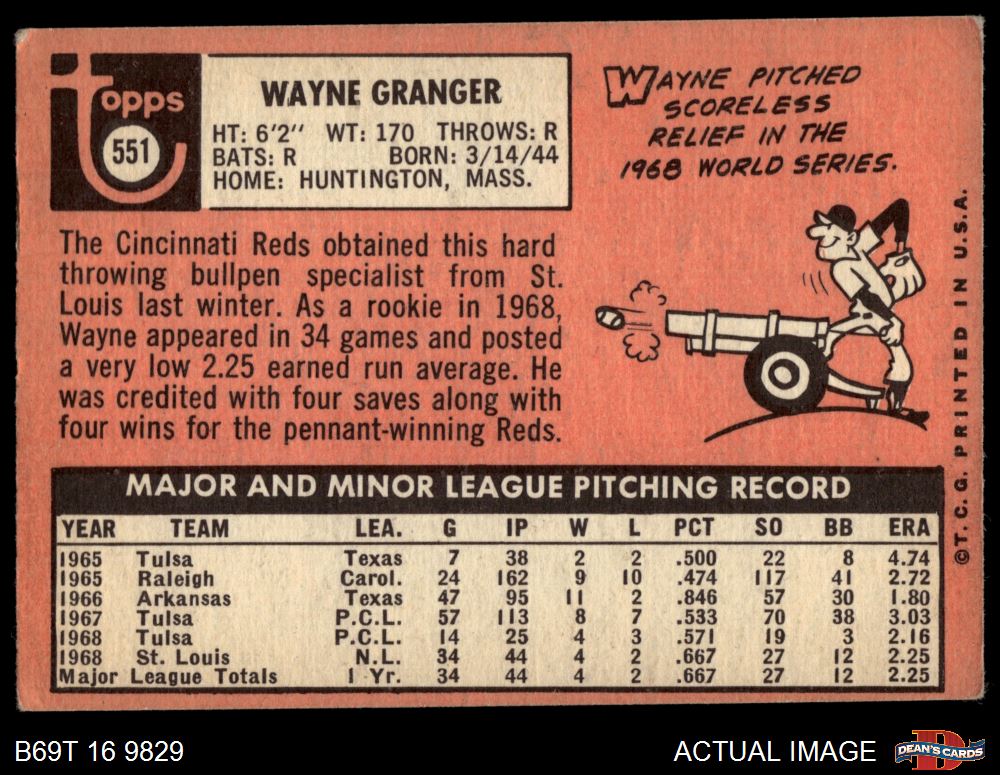 Topps
551
WAYNE GRANGER
HT: 6'2" WT: 170 THROWS: R
BATS: R BORN: 3/14/44
HOME: HUNTINGTON, MASS.
WAYNE PITCHED
SCORELESS
RELIEF IN THE
1968 WORLD SERIES.
The Cincinnati Reds obtained this hard
throwing bullpen specialist from St.
Louis last winter. As a rookie in 1968,
Wayne appeared in 34 games and posted
a very low 2.25 earned run average. He
was credited with four saves along with
four wins for the pennant-winning Reds.
©T.C.G. PRINTED IN U.S.A.
MAJOR AND MINOR LEAGUE PITCHING RECORD
YEAR TEAM LEA. G IP W L PCT SO BB ERA
1965 Tulsa Texas 7 38 2 2 .500 22 8 4.74
1965 Raleigh Carol. 24 162 9 10 .474 117 41 2.72
1966 Arkansas Texas 47 95 11 2 .846 57 30 1.80
1967 Tulsa P.C.L. 57 113 8 7 .533 70 38 3.03
1968 Tulsa P.C.L. 14 25 4 3 .571 19 3 2.16
1968 St. Louis N.L. 34 44 4 2 .667 27 12 2.25
Major League Totals 1 Yr. 34 44 4 2 .667 27 12 2.25
B69T 16 9829
ACTUAL IMAGE
DEAN'S CARDS